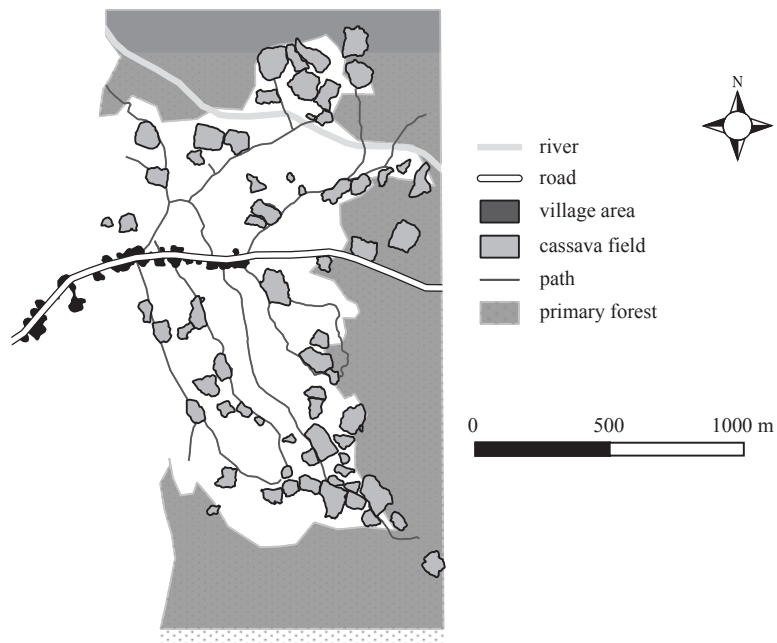 N
river
road
village area
cassava field
path
primary forest
0 500 1000 m